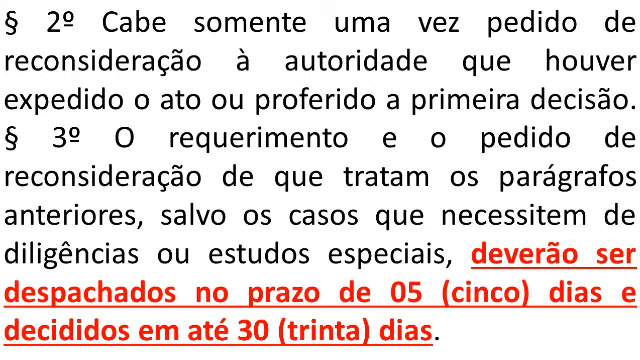 § 2º Cabe somente uma vez pedido de
reconsideração à autoridade que houver
expedido o ato ou proferido a primeira decisão.
§ 3º O requerimento e o pedido de
reconsideração de que tratam os parágrafos
anteriores, salvo os casos que necessitem de
diligências ou estudos especiais, deverão ser
despachados no prazo de 05 (cinco) dias e
decididos em até 30 (trinta) dias.